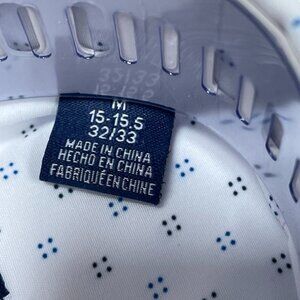 M
15-15.5
32/33
MADE IN CHINA
HECHO EN CHINA
FABRIQUÉ EN CHINE